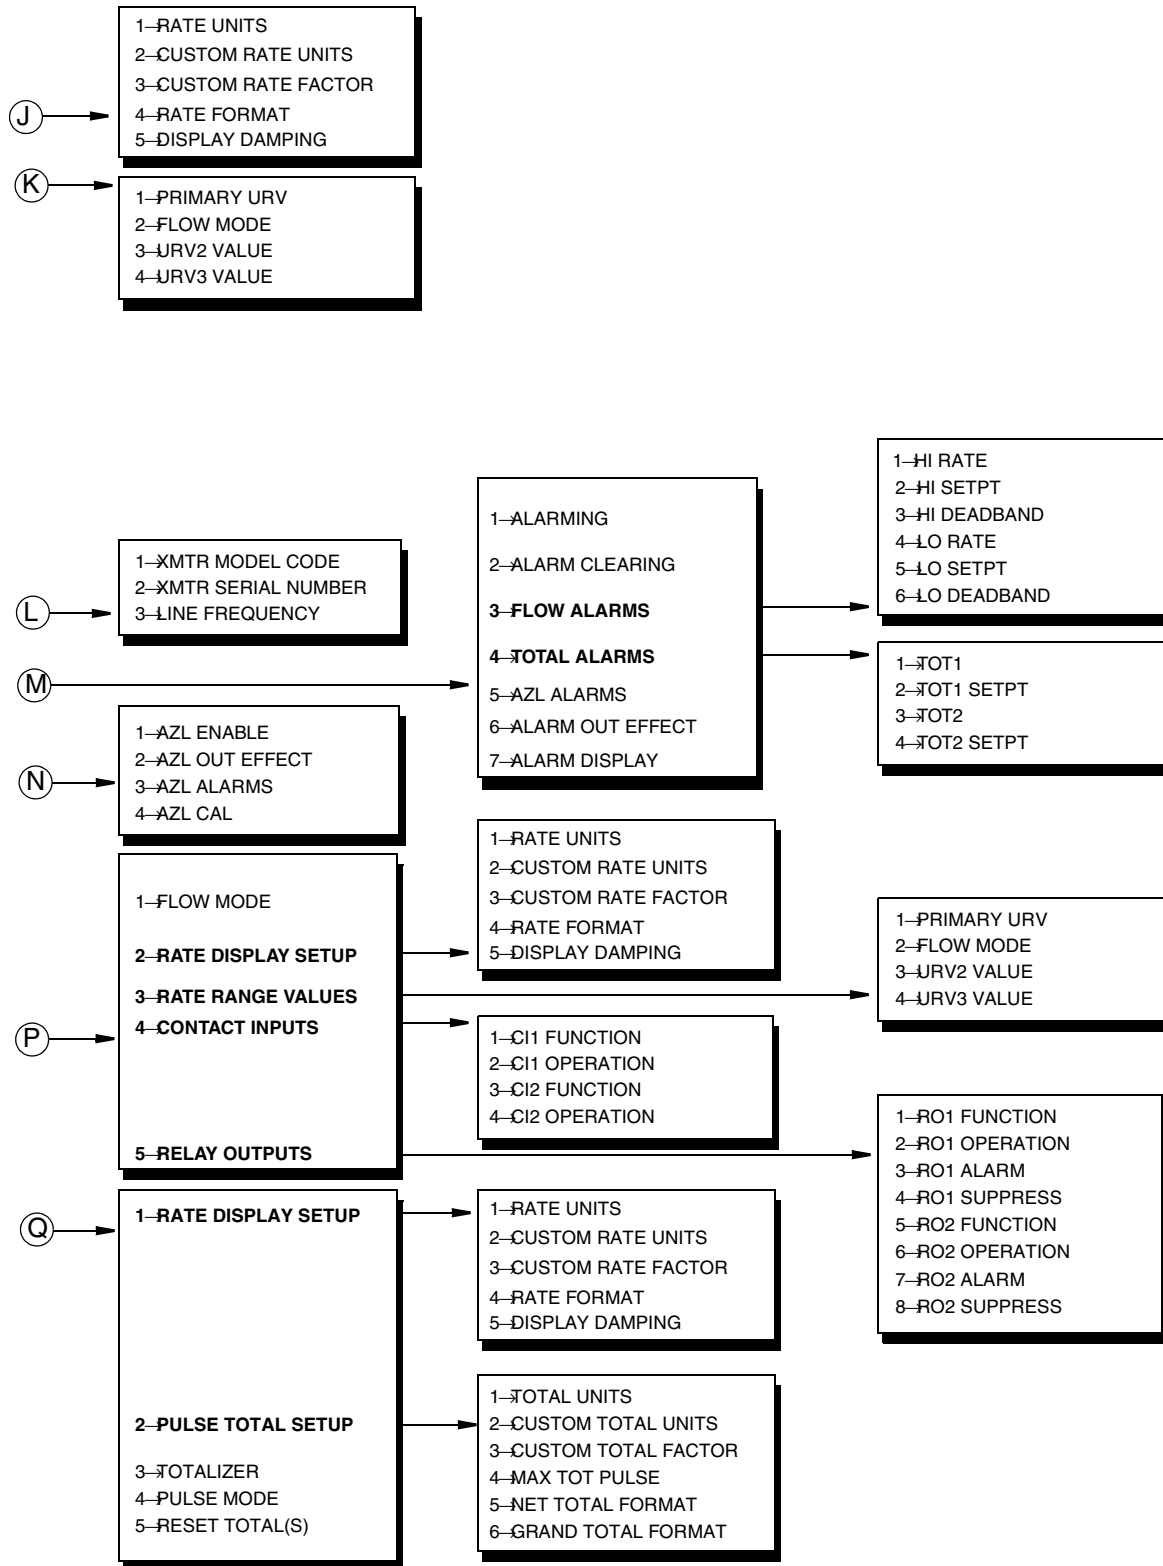 J
1→RATE UNITS
2→CUSTOM RATE UNITS
3→CUSTOM RATE FACTOR
4→RATE FORMAT
5→DISPLAY DAMPING
K
1→PRIMARY URV
2→FLOW MODE
3→URV2 VALUE
4→URV3 VALUE
L
1→XMTR MODEL CODE
2→XMTR SERIAL NUMBER
3→LINE FREQUENCY
M
1→ALARMING
2→ALARM CLEARING
3→FLOW ALARMS
4→TOTAL ALARMS
5→AZL ALARMS
6→ALARM OUT EFFECT
7→ALARM DISPLAY
1→HI RATE
2→HI SETPT
3→HI DEADBAND
4→LO RATE
5→LO SETPT
6→LO DEADBAND
1→TOT1
2→TOT1 SETPT
3→TOT2
4→TOT2 SETPT
N
1→AZL ENABLE
2→AZL OUT EFFECT
3→AZL ALARMS
4→AZL CAL
P
1→FLOW MODE
2→RATE DISPLAY SETUP
3→RATE RANGE VALUES
4→CONTACT INPUTS
5→RELAY OUTPUTS
1→RATE UNITS
2→CUSTOM RATE UNITS
3→CUSTOM RATE FACTOR
4→RATE FORMAT
5→DISPLAY DAMPING
1→PRIMARY URV
2→FLOW MODE
3→URV2 VALUE
4→URV3 VALUE
1→CI1 FUNCTION
2→CI1 OPERATION
3→CI2 FUNCTION
4→CI2 OPERATION
1→RO1 FUNCTION
2→RO1 OPERATION
3→RO1 ALARM
4→RO1 SUPPRESS
5→RO2 FUNCTION
6→RO2 OPERATION
7→RO2 ALARM
8→RO2 SUPPRESS
Q
1→RATE DISPLAY SETUP
2→PULSE TOTAL SETUP
3→TOTALIZER
4→PULSE MODE
5→RESET TOTAL(S)
1→RATE UNITS
2→CUSTOM RATE UNITS
3→CUSTOM RATE FACTOR
4→RATE FORMAT
5→DISPLAY DAMPING
1→TOTAL UNITS
2→CUSTOM TOTAL UNITS
3→CUSTOM TOTAL FACTOR
4→MAX TOT PULSE
5→NET TOTAL FORMAT
6→GRAND TOTAL FORMAT